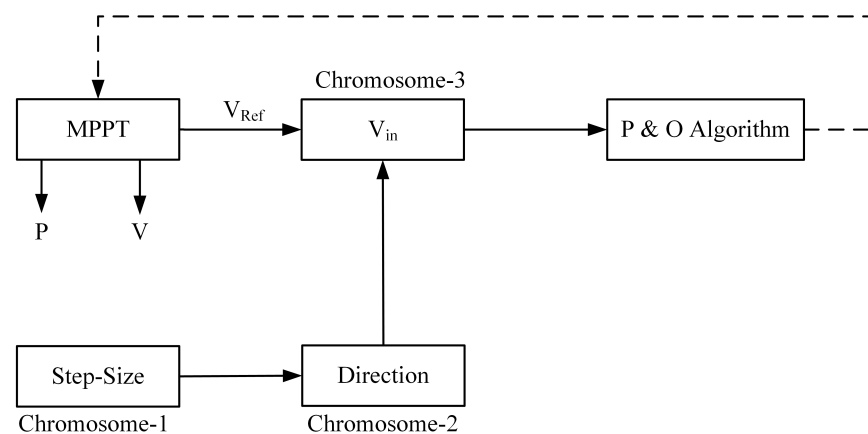 Chromosome-3
MPPT
V_Ref
V_in
P & O Algorithm
P
V
Step-Size
Direction
Chromosome-1
Chromosome-2